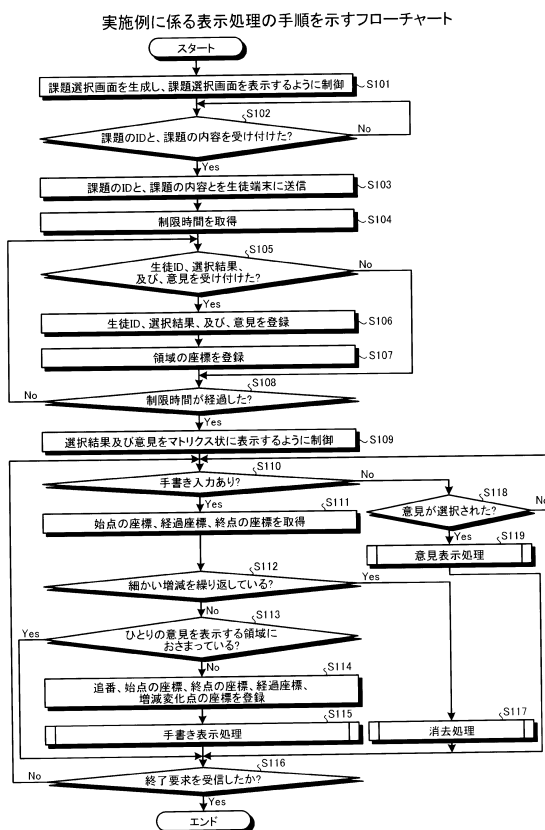 実施例に係る表示処理の手順を示すフローチャート
スタート
課題選択画面を生成し、課題選択画面を表示するように制御
S101
S102
課題のIDと、課題の内容を受け付けた?
No
Yes
課題のIDと、課題の内容とを生徒端末に送信
S103
制限時間を取得
S104
S105
生徒ID、選択結果、
及び、意見を受け付けた?
No
Yes
生徒ID、選択結果、及び、意見を登録
S106
領域の座標を登録
S107
S108
No
制限時間が経過した?
Yes
選択結果及び意見をマトリクス状に表示するように制御
S109
S110
手書き入力あり?
No
Yes
S111
始点の座標、経過座標、終点の座標を取得
S118
意見が選択された?
No
Yes
S119
意見表示処理
S112
細かい増減を繰り返している?
Yes
No
S113
Yes
ひとりの意見を表示する領域に
おさまっている?
No
S114
追番、始点の座標、終点の座標、経過座標、
増減変化点の座標を登録
S115
手書き表示処理
S117
消去処理
S116
No
終了要求を受信したか?
Yes
エンド